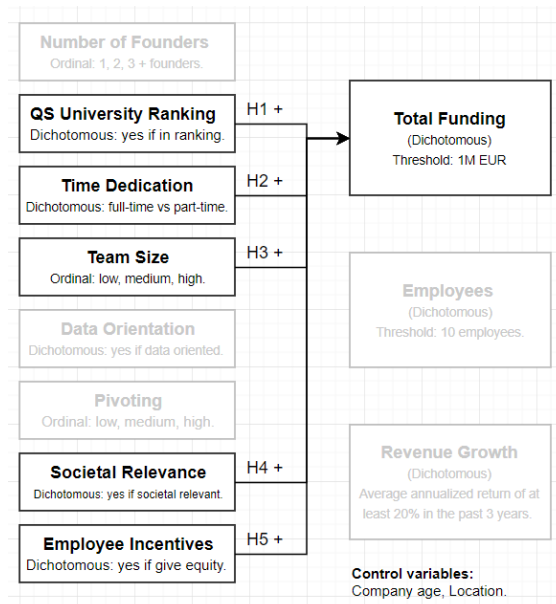 Number of Founders
Ordinal: 1, 2, 3 + founders.
QS University Ranking
Dichotomous: yes if in ranking.
H1 +
Time Dedication
Dichotomous: full-time vs part-time.
H2 +
Team Size
Ordinal: low, medium, high.
H3 +
Data Orientation
Dichotomous: yes if data oriented.
Pivoting
Ordinal: low, medium, high.
Societal Relevance
Dichotomous: yes if societal relevant.
H4 +
Employee Incentives
Dichotomous: yes if give equity.
H5 +
Total Funding
(Dichotomous)
Threshold: 1M EUR
Employees
(Dichotomous)
Threshold: 10 employees.
Revenue Growth
(Dichotomous)
Average annualized return of at
least 20% in the past 3 years.
Control variables:
Company age, Location.